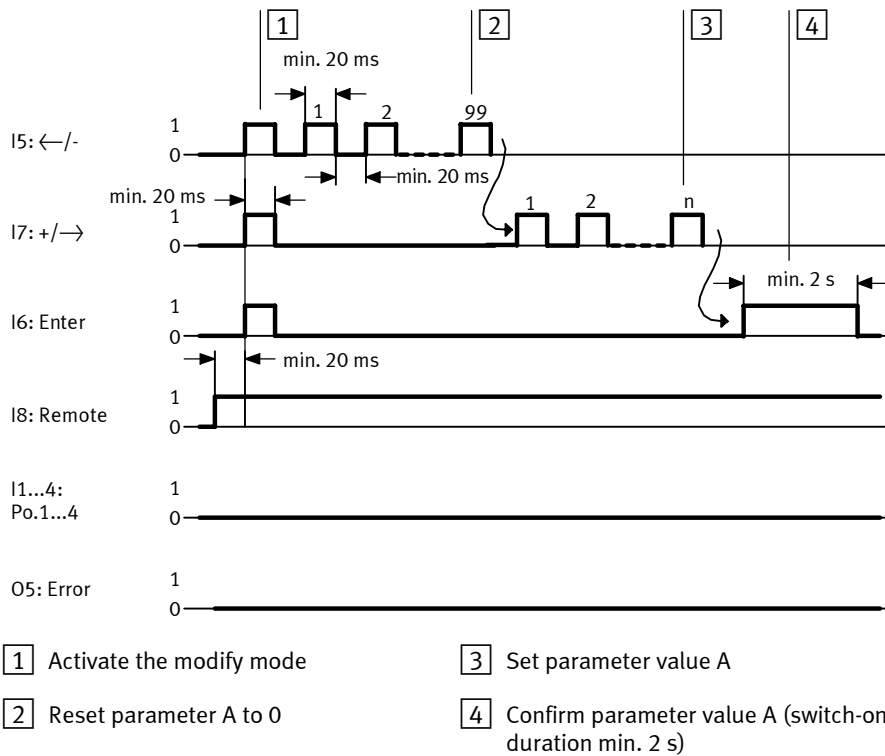 1 2 3 4
min. 20 ms
1 2 99
1
I5: ←/-
0
min. 20 ms
min. 20 ms
1 2 n
1
I7: +/→
0
min. 2 s
1
I6: Enter
0
min. 20 ms
1
I8: Remote
0
I1...4: 1
Po.1...4 0
1
O5: Error
0
1 Activate the modify mode
2 Reset parameter A to 0
3 Set parameter value A
4 Confirm parameter value A (switch-on
duration min. 2 s)